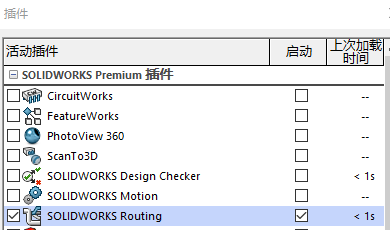 插件
活动插件 启动 上次加载
时间
SOLIDWORKS Premium 插件
CircuitWorks --
FeatureWorks --
PhotoView 360 --
ScanTo3D --
SOLIDWORKS Design Checker < 1s
SOLIDWORKS Motion --
SOLIDWORKS Routing < 1s